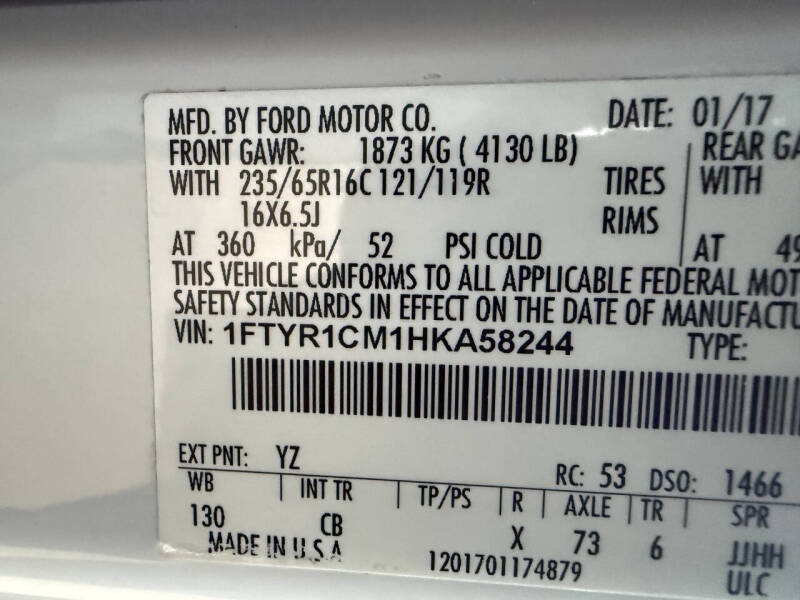 MFD. BY FORD MOTOR CO. DATE: 01/17
FRONT GAWR: 1873 KG ( 4130 LB) REAR GA
WITH 235/65R16C 121/119R TIRES WITH
16X6.5J RIMS
AT 360 kPa/ 52 PSI COLD AT 49
THIS VEHICLE CONFORMS TO ALL APPLICABLE FEDERAL MOT
SAFETY STANDARDS IN EFFECT ON THE DATE OF MANUFACTU
VIN: 1FTYR1CM1HKA58244 TYPE:
EXT PNT: YZ RC: 53 DSO: 1466
WB INT TR TP/PS R AXLE TR SPR
130 CB X 73 6 JJHH
MADE IN U.S.A 1201701174879 ULC